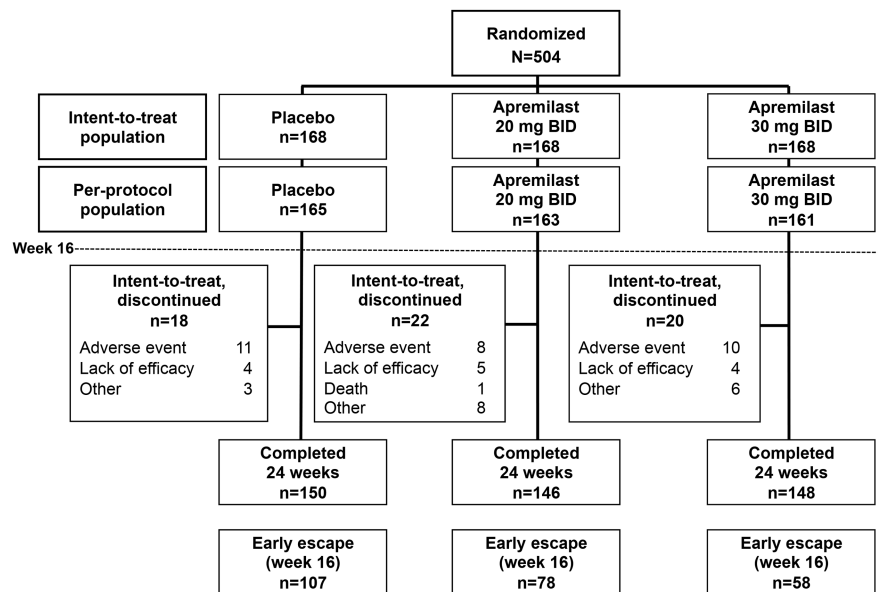 Randomized
N=504
Intent-to-treat
population
Placebo
n=168
Apremilast
20 mg BID
n=168
Apremilast
30 mg BID
n=168
Per-protocol
population
Placebo
n=165
Apremilast
20 mg BID
n=163
Apremilast
30 mg BID
n=161
Week 16
Intent-to-treat,
discontinued
n=18
Adverse event 11
Lack of efficacy 4
Other 3
Intent-to-treat,
discontinued
n=22
Adverse event 8
Lack of efficacy 5
Death 1
Other 8
Intent-to-treat,
discontinued
n=20
Adverse event 10
Lack of efficacy 4
Other 6
Completed
24 weeks
n=150
Completed
24 weeks
n=146
Completed
24 weeks
n=148
Early escape
(week 16)
n=107
Early escape
(week 16)
n=78
Early escape
(week 16)
n=58